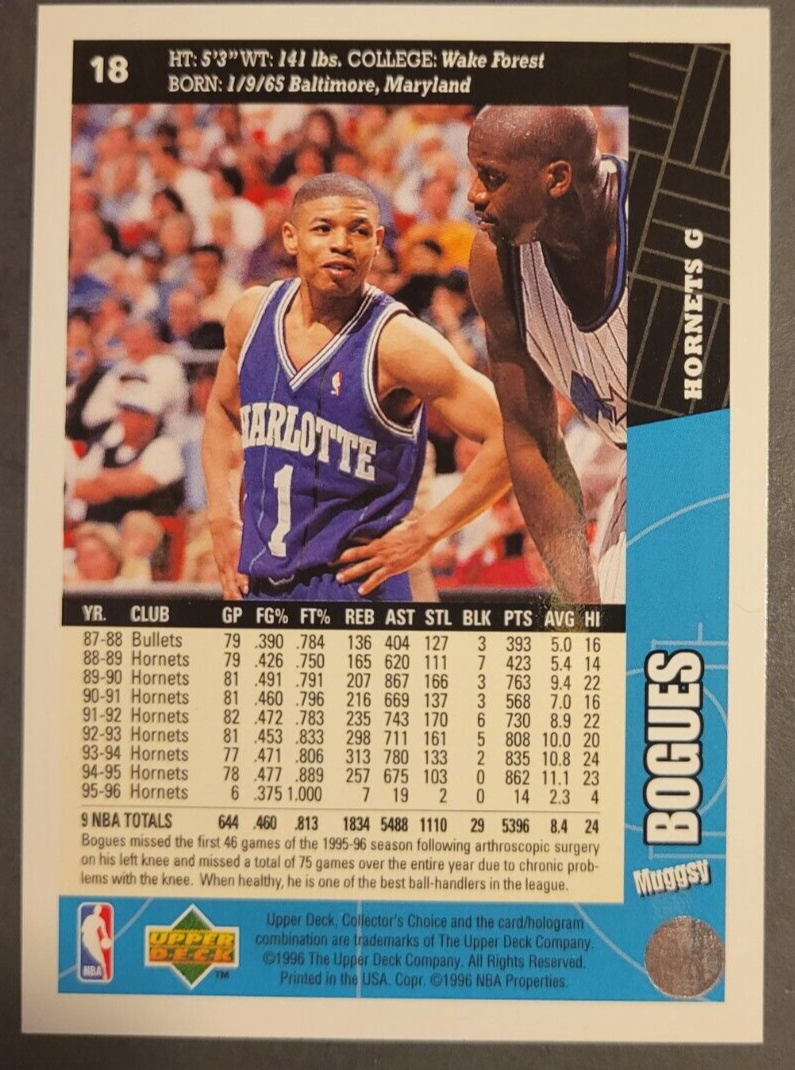 18
HT: 5'3" WT: 141 lbs. COLLEGE: Wake Forest
BORN: 1/9/65 Baltimore, Maryland
HORNETS G
HARLOTTE
1
YR. CLUB GP FG% FT% REB AST STL BLK PTS AVG HI
87-88 Bullets 79 .390 .784 136 404 127 3 393 5.0 16
88-89 Hornets 79 .426 .750 165 620 111 7 423 5.4 14
89-90 Hornets 81 .491 .791 207 867 166 3 763 9.4 22
90-91 Hornets 81 .460 .796 216 669 137 3 568 7.0 16
91-92 Hornets 82 .472 .783 235 743 170 6 730 8.9 22
92-93 Hornets 81 .453 .833 298 711 161 5 808 10.0 20
93-94 Hornets 77 .471 .806 313 780 133 2 835 10.8 24
94-95 Hornets 78 .477 .889 257 675 103 0 862 11.1 23
95-96 Hornets 6 .375 1.000 7 19 2 0 14 2.3 4
9 NBA TOTALS 644 .460 .813 1834 5488 1110 29 5396 8.4 24
Bogues missed the first 46 games of the 1995-96 season following arthroscopic surgery
on his left knee and missed a total of 75 games over the entire year due to chronic prob-
lems with the knee. When healthy, he is one of the best ball-handlers in the league.
Muggsy
BOGUES
NBA
UPPER
DECK
TM
Upper Deck, Collector's Choice and the card/hologram
combination are trademarks of The Upper Deck Company.
©1996 The Upper Deck Company. All Rights Reserved.
Printed in the USA. Copr. ©1996 NBA Properties.